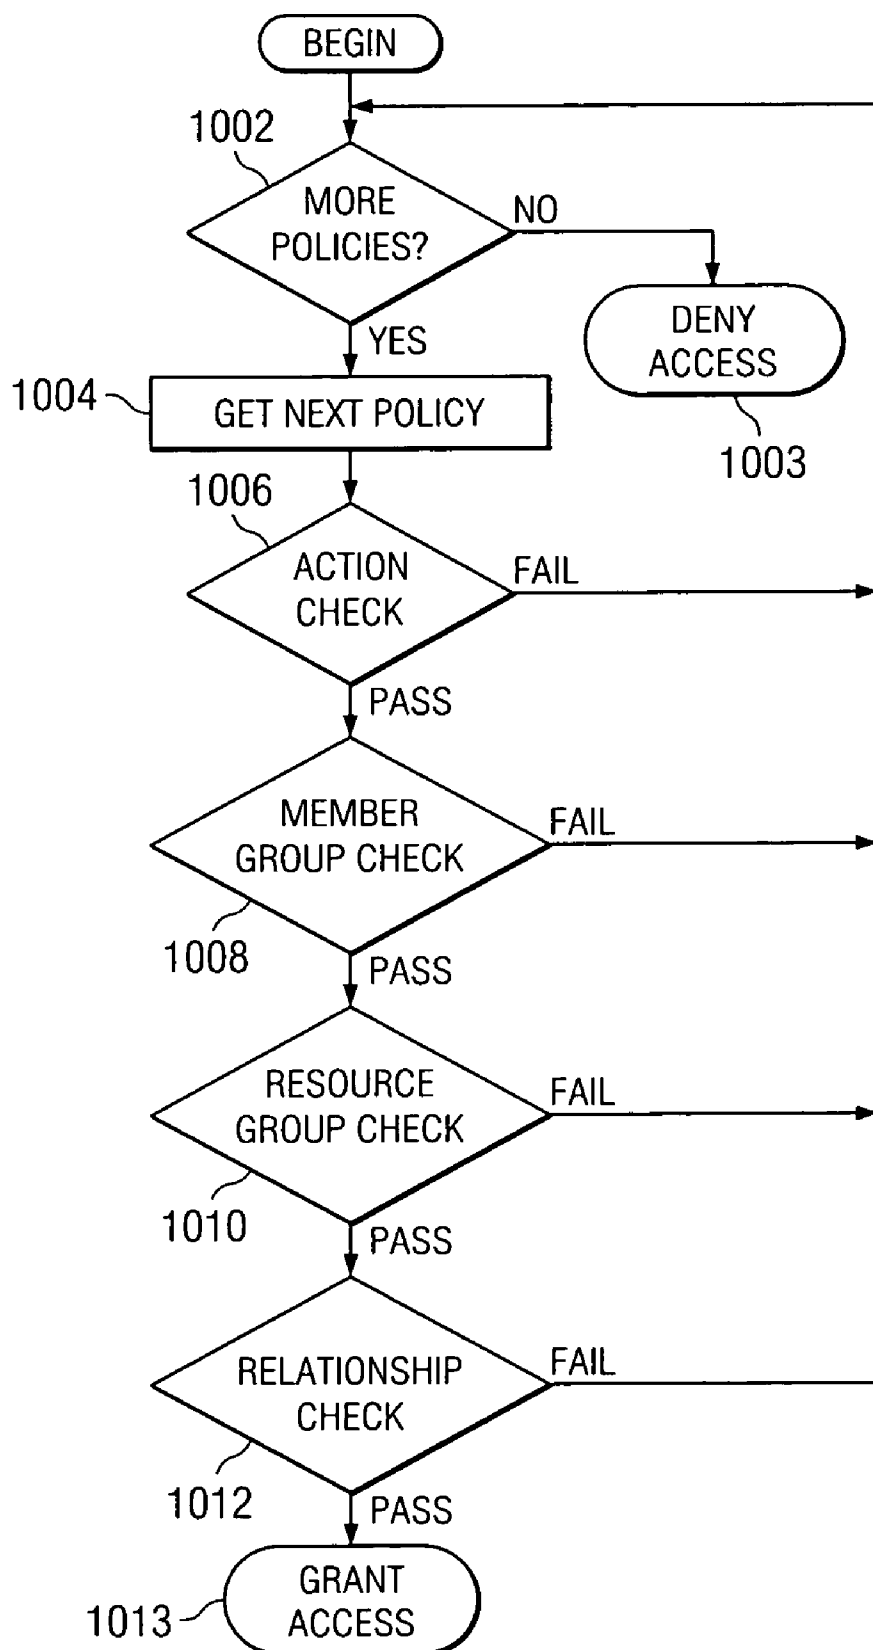 BEGIN
1002
MORE
POLICIES?
NO
YES
DENY
ACCESS
1003
1004
GET NEXT POLICY
1006
ACTION
CHECK
FAIL
PASS
MEMBER
GROUP CHECK
FAIL
1008
PASS
RESOURCE
GROUP CHECK
FAIL
1010
PASS
RELATIONSHIP
CHECK
FAIL
1012
PASS
GRANT
ACCESS
1013